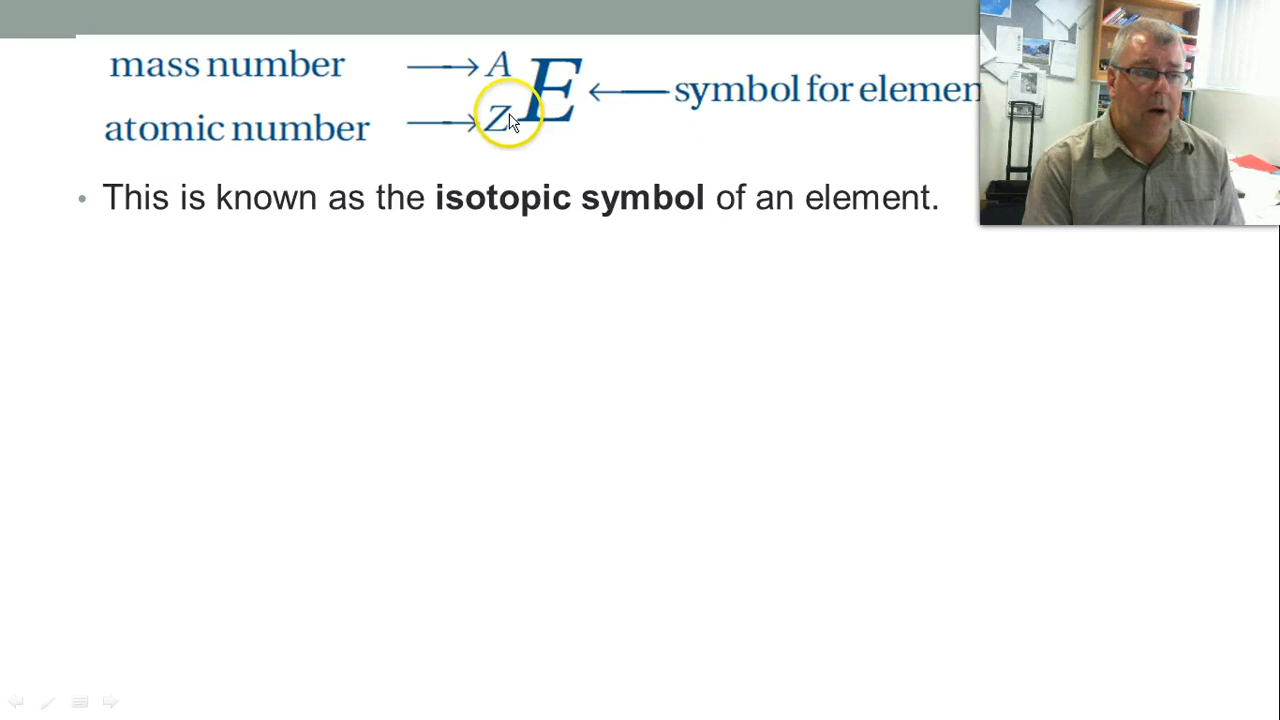 mass number → A
E ← symbol for elemen
atomic number → Z
• This is known as the isotopic symbol of an element.